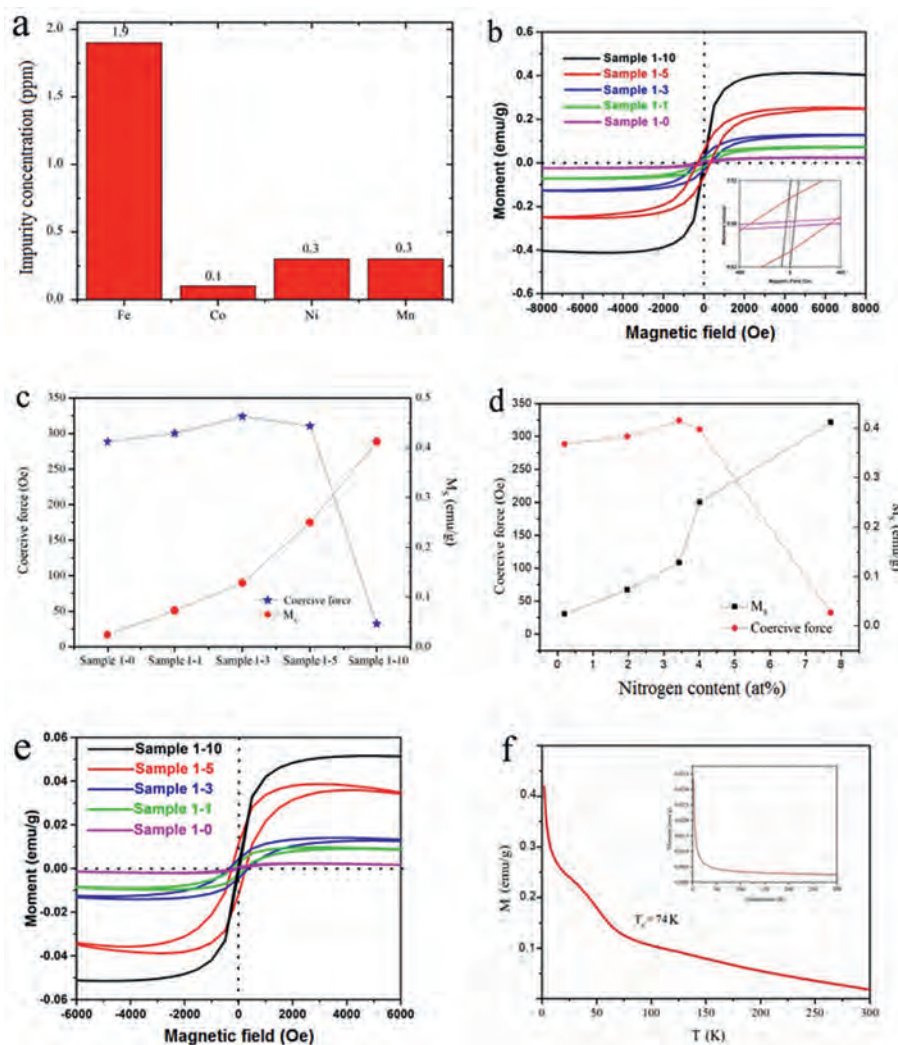 a
Impurity concentration (ppm)
2.0
1.5
1.0
0.5
0.0
1.9
0.1
0.3
0.3
Fe
Co
Ni
Mn
b
Moment (emu/g)
0.6
0.4
0.2
0.0
-0.2
-0.4
-0.6
Sample 1-10
Sample 1-5
Sample 1-3
Sample 1-1
Sample 1-0
-8000 -6000 -4000 -2000 0 2000 4000 6000 8000
Magnetic field (Oe)
c
Coercive force (Oe)
350
300
250
200
150
100
50
0
Coercive force
Ms
0.5
0.4
0.3
0.2
0.1
0.0
Ms (emu/g)
Sample 1-0 Sample 1-1 Sample 1-3 Sample 1-5 Sample 1-10
d
Coercive force (Oe)
350
300
250
200
150
100
50
0
Ms
Coercive force
0.4
0.3
0.2
0.1
0.0
Ms (emu/g)
0 1 2 3 4 5 6 7 8
Nitrogen content (at%)
e
Moment (emu/g)
0.06
0.04
0.02
0.00
-0.02
-0.04
-0.06
Sample 1-10
Sample 1-5
Sample 1-3
Sample 1-1
Sample 1-0
-6000 -4000 -2000 0 2000 4000 6000
Magnetic field (Oe)
f
M (emu/g)
0.4
0.3
0.2
0.1
Tc = 74 K
0 50 100 150 200 250 300
T (K)